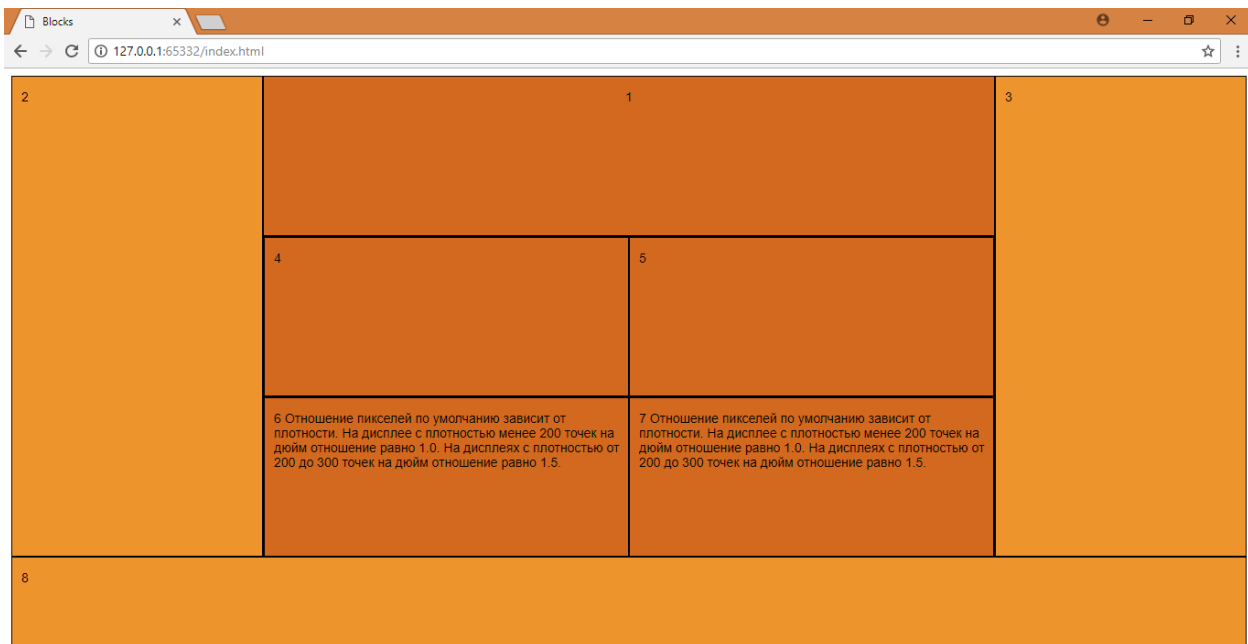 Blocks
127.0.0.1:65332/index.html
2
1
3
4
5
6 Отношение пикселей по умолчанию зависит от
плотности. На дисплее с плотностью менее 200 точек на
дюйм отношение равно 1.0. На дисплеях с плотностью от
200 до 300 точек на дюйм отношение равно 1.5.
7 Отношение пикселей по умолчанию зависит от
плотности. На дисплее с плотностью менее 200 точек на
дюйм отношение равно 1.0. На дисплеях с плотностью от
200 до 300 точек на дюйм отношение равно 1.5.
8